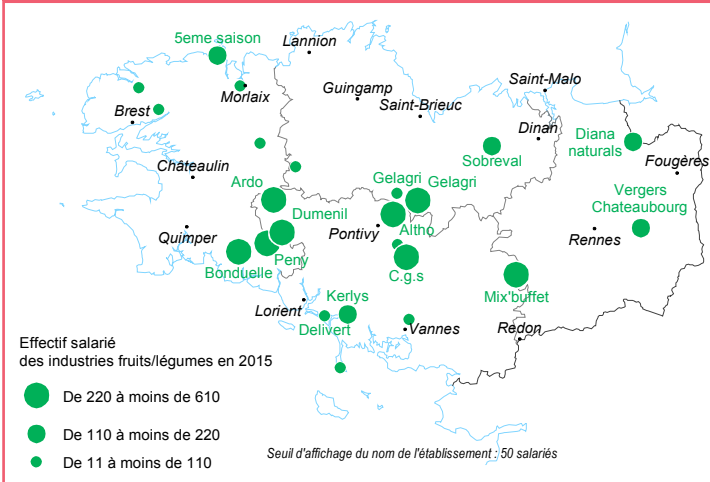 5eme saison
Lannion
Morlaix
Guingamp
Saint-Malo
Saint-Brieuc
Brest
Dinan
Diana
naturals
Fougères
Sobreval
Châteaulin
Ardo
Gelagri
Gelagri
Vergers
Chateaubourg
Dumenil
Quimper
Pontivy
Altho
Rennes
Peny
Bonduelle
C.g.s
Mix'buffet
Lorient
Kerlys
Delivert
Vannes
Redon
Effectif salarié
des industries fruits/légumes en 2015
De 220 à moins de 610
De 110 à moins de 220
De 11 à moins de 110
Seuil d'affichage du nom de l'établissement : 50 salariés